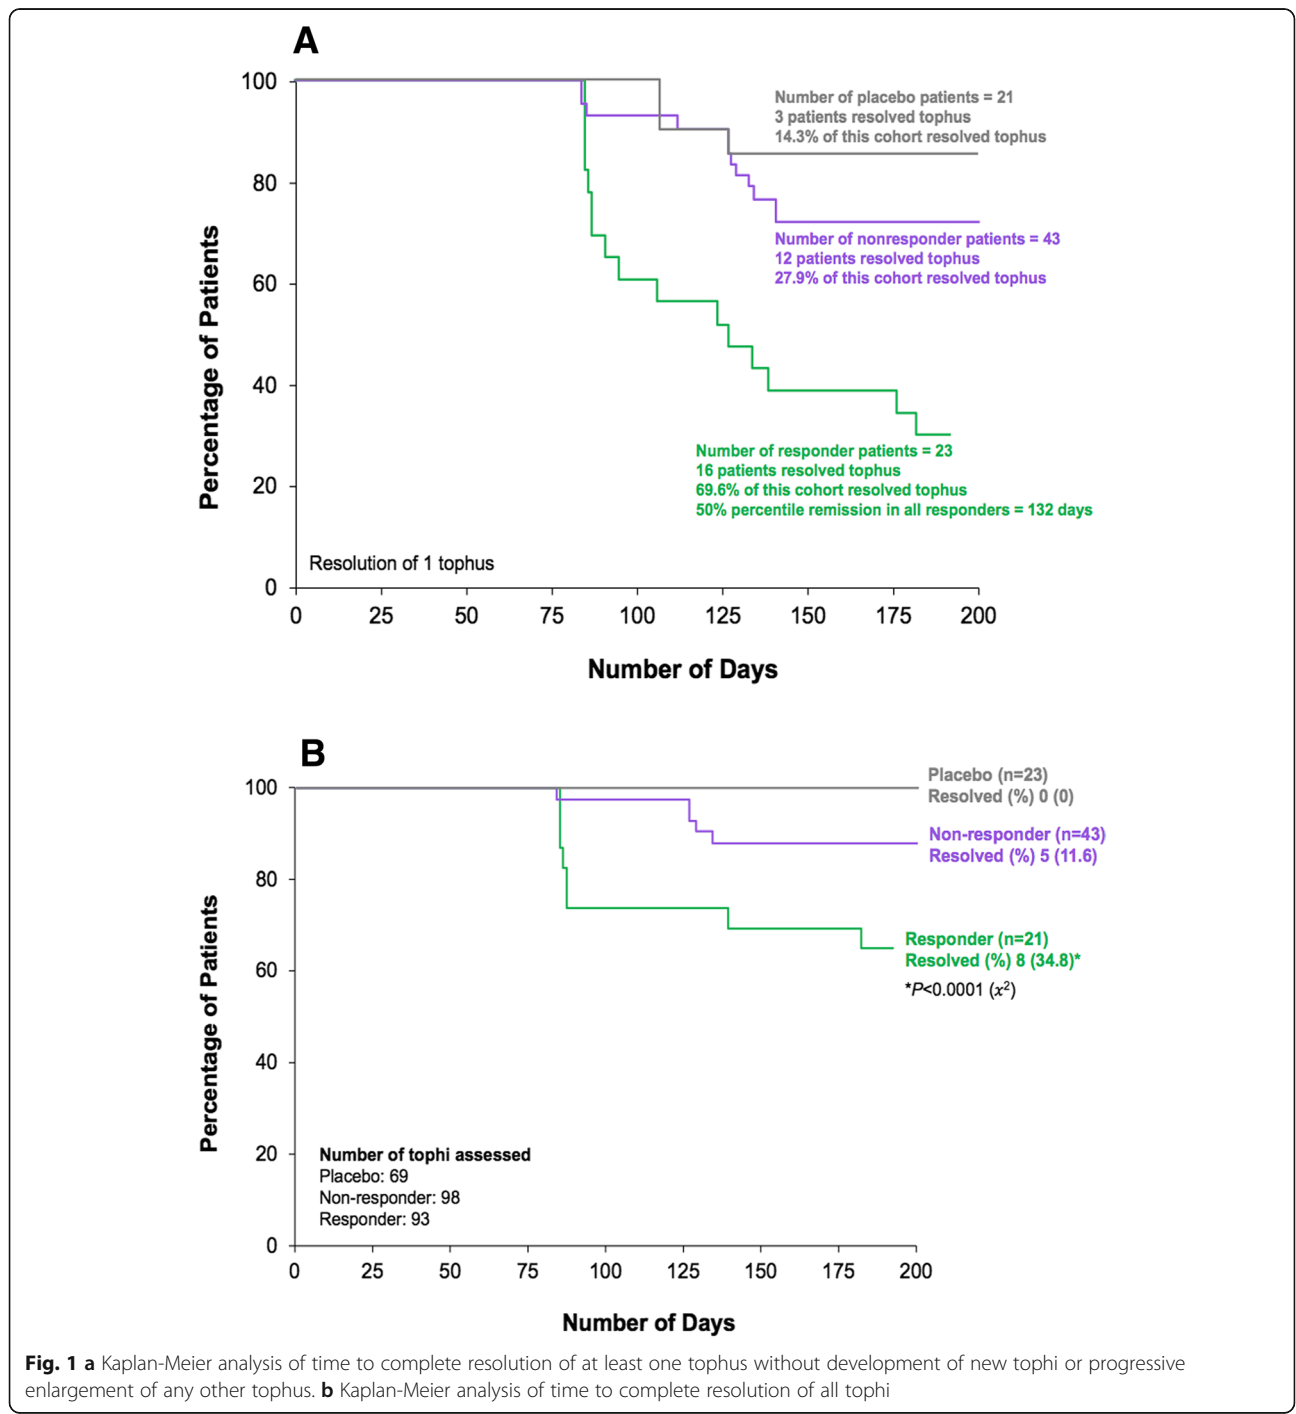 A
100
80
60
40
20
0
Percentage of Patients
Number of placebo patients = 21
3 patients resolved tophus
14.3% of this cohort resolved tophus
Number of nonresponder patients = 43
12 patients resolved tophus
27.9% of this cohort resolved tophus
Number of responder patients = 23
16 patients resolved tophus
69.6% of this cohort resolved tophus
50% percentile remission in all responders = 132 days
Resolution of 1 tophus
0 25 50 75 100 125 150 175 200
Number of Days
B
100
80
60
40
20
0
Percentage of Patients
Placebo (n=23)
Resolved (%) 0 (0)
Non-responder (n=43)
Resolved (%) 5 (11.6)
Responder (n=21)
Resolved (%) 8 (34.8)*
*P<0.0001 (x²)
Number of tophi assessed
Placebo: 69
Non-responder: 98
Responder: 93
0 25 50 75 100 125 150 175 200
Number of Days
Fig. 1 a Kaplan-Meier analysis of time to complete resolution of at least one tophus without development of new tophi or progressive
enlargement of any other tophus. b Kaplan-Meier analysis of time to complete resolution of all tophi